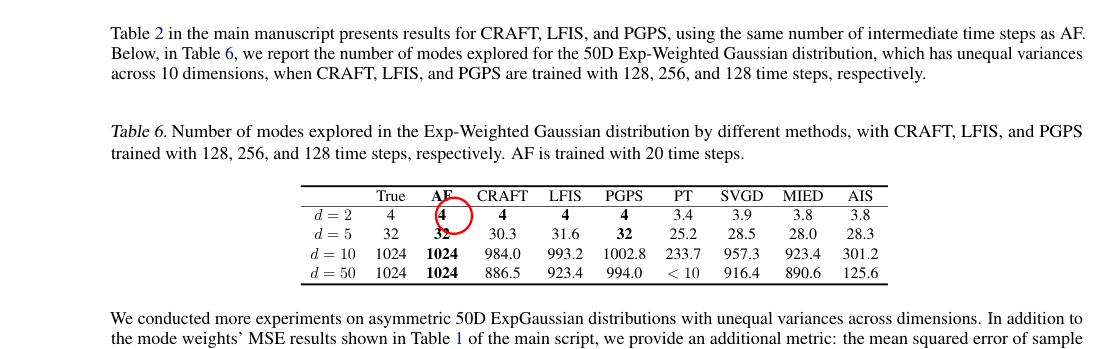 Table 2 in the main manuscript presents results for CRAFT, LFIS, and PGPS, using the same number of intermediate time steps as AF.
Below, in Table 6, we report the number of modes explored for the 50D Exp-Weighted Gaussian distribution, which has unequal variances
across 10 dimensions, when CRAFT, LFIS, and PGPS are trained with 128, 256, and 128 time steps, respectively.
Table 6. Number of modes explored in the Exp-Weighted Gaussian distribution by different methods, with CRAFT, LFIS, and PGPS
trained with 128, 256, and 128 time steps, respectively. AF is trained with 20 time steps.
True AF CRAFT LFIS PGPS PT SVGD MIED AIS
d = 2 4 4 4 4 4 3.4 3.9 3.8 3.8
d = 5 32 32 30.3 31.6 32 25.2 28.5 28.0 28.3
d = 10 1024 1024 984.0 993.2 1002.8 233.7 957.3 923.4 301.2
d = 50 1024 1024 886.5 923.4 994.0 < 10 916.4 890.6 125.6
We conducted more experiments on asymmetric 50D ExpGaussian distributions with unequal variances across dimensions. In addition to
the mode weights' MSE results shown in Table 1 of the main script, we provide an additional metric: the mean squared error of sample